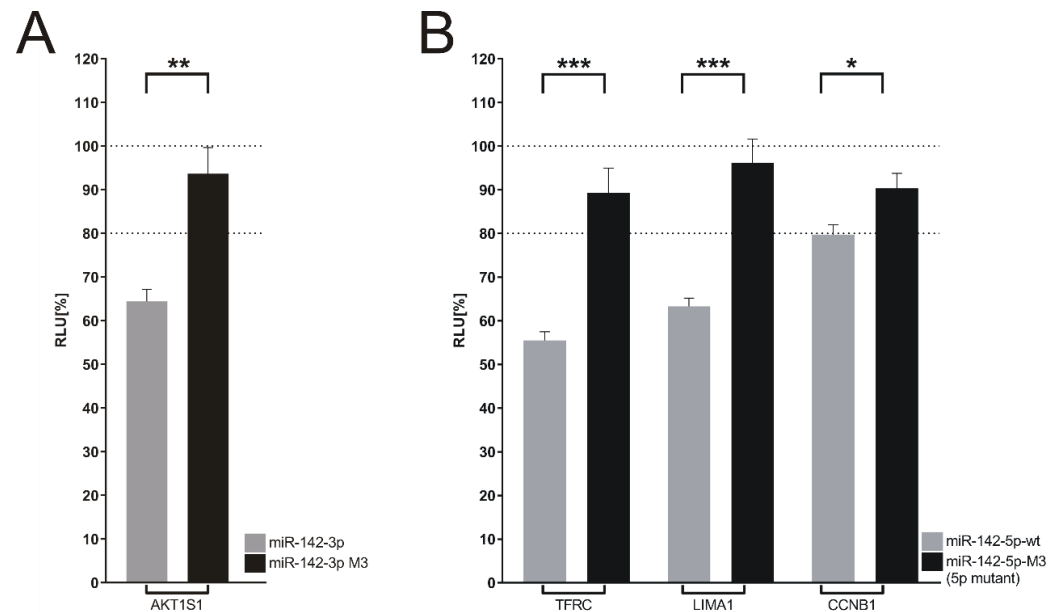 A
120
110
100
90
80
70
60
50
40
30
20
10
0
RLU[%]
**
AKT1S1
miR-142-3p
miR-142-3p M3
B
120
110
100
90
80
70
60
50
40
30
20
10
0
RLU[%]
***
***
*
TFRC
LIMA1
CCNB1
miR-142-5p-wt
miR-142-5p-M3
(5p mutant)